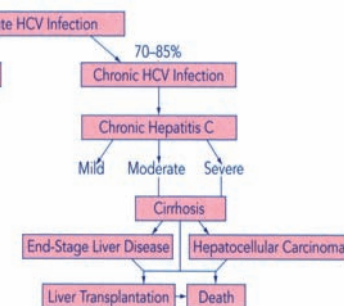 te HCV Infection
70–85%
Chronic HCV Infection
Chronic Hepatitis C
Mild Moderate Severe
Cirrhosis
End-Stage Liver Disease Hepatocellular Carcinoma
Liver Transplantation Death